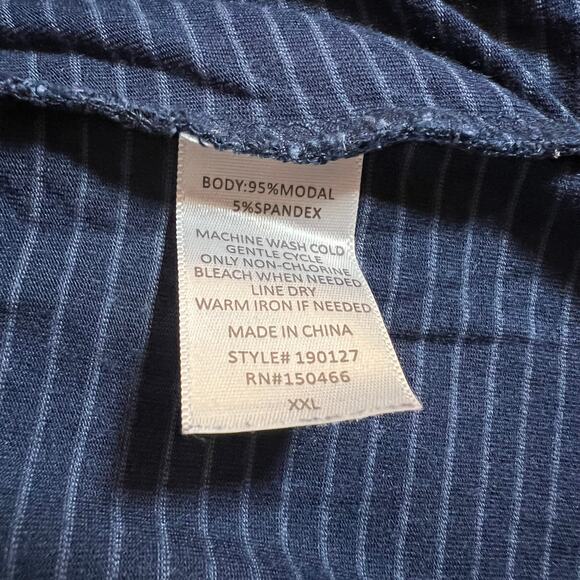 BODY:95%MODAL
5%SPANDEX
MACHINE WASH COLD
GENTLE CYCLE
ONLY NON-CHLORINE
BLEACH WHEN NEEDED
LINE DRY
WARM IRON IF NEEDED
MADE IN CHINA
STYLE# 190127
RN#150466
XXL